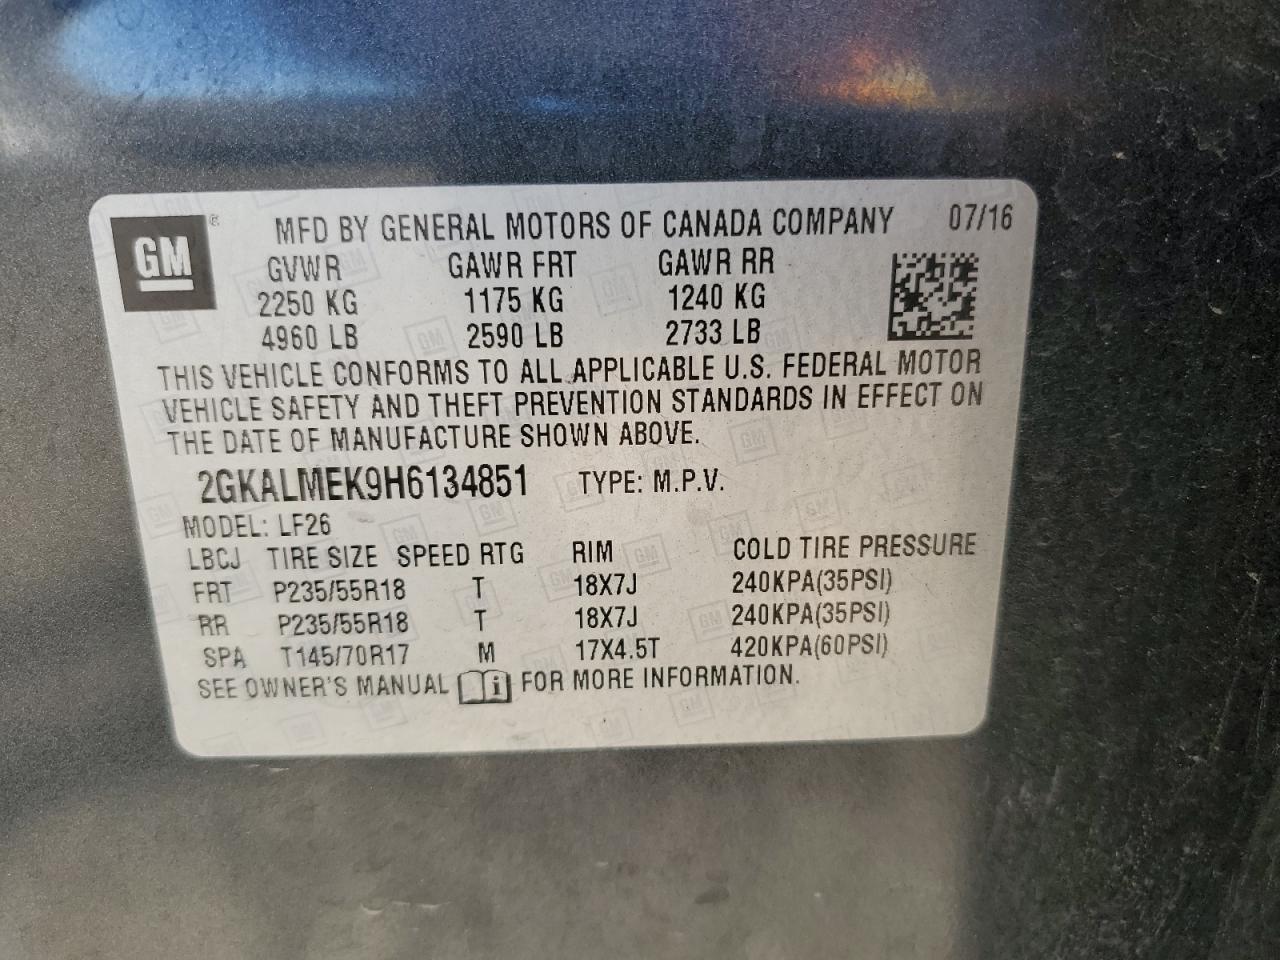 GM ® MFD BY GENERAL MOTORS OF CANADA COMPANY 07/16
GVWR GAWR FRT GAWR RR
2250 KG 1175 KG 1240 KG
4960 LB 2590 LB 2733 LB
THIS VEHICLE CONFORMS TO ALL APPLICABLE U.S. FEDERAL MOTOR
VEHICLE SAFETY AND THEFT PREVENTION STANDARDS IN EFFECT ON
THE DATE OF MANUFACTURE SHOWN ABOVE.
2GKALMEK9H6134851 TYPE: M.P.V.
MODEL: LF26
LBCJ TIRE SIZE SPEED RTG RIM COLD TIRE PRESSURE
FRT P235/55R18 T 18X7J 240KPA(35PSI)
RR P235/55R18 T 18X7J 240KPA(35PSI)
SPA T145/70R17 M 17X4.5T 420KPA(60PSI)
SEE OWNER'S MANUAL i FOR MORE INFORMATION.